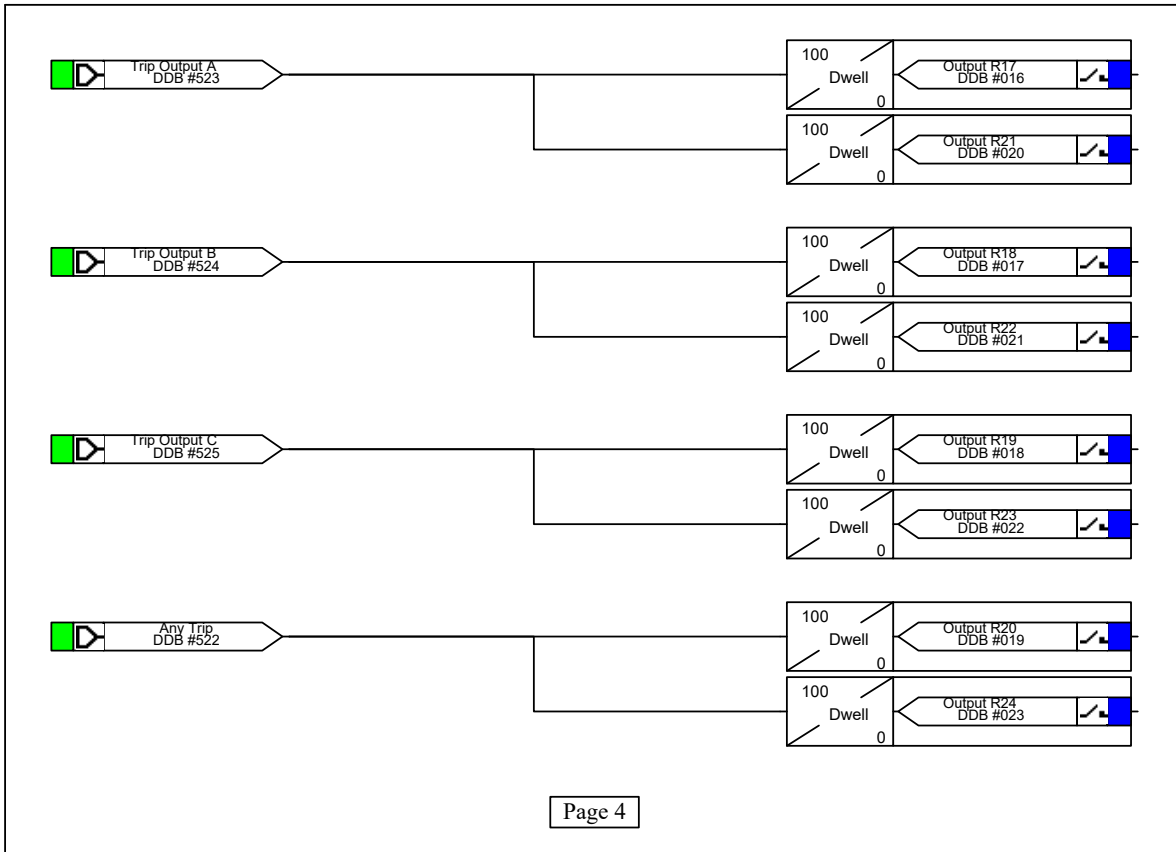 Trip Output A
DDB #523
100
Dwell
0
Output R17
DDB #016
100
Dwell
0
Output R21
DDB #020
Trip Output B
DDB #524
100
Dwell
0
Output R18
DDB #017
100
Dwell
0
Output R22
DDB #021
Trip Output C
DDB #525
100
Dwell
0
Output R19
DDB #018
100
Dwell
0
Output R23
DDB #022
Any Trip
DDB #522
100
Dwell
0
Output R20
DDB #019
100
Dwell
0
Output R24
DDB #023
Page 4